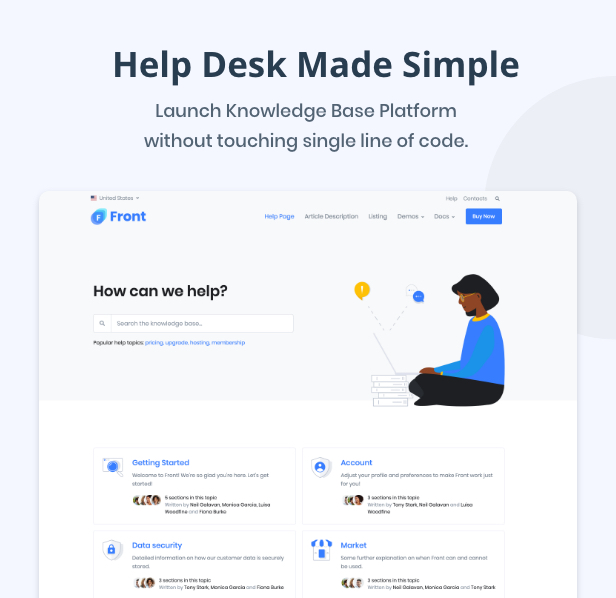 Help Desk Made Simple
Launch Knowledge Base Platform
without touching single line of code.
United States
Help Contacts
F Front
Help Page Article Description Listing Demos Docs Buy Now
How can we help?
Search the knowledge base...
Popular help topics: pricing, upgrade, hosting, membership
Getting Started
Welcome to Front! We're so glad you're here. Let's get
started!
5 sections in this topic
Written by Neil Galavan, Monica Garcia, Luisa
Woodfine and Fiona Burke
Account
Adjust your profile and preferences to make Front work just
for you!
3 sections in this topic
Written by Tony Stark, Neil Galavan and Luisa
Woodfine
Data security
Detailed information on how our customer data is securely
stored.
3 sections in this topic
Written by Tony Stark, Monica Garcia and Fiona Burke
Market
Some further explanation on when Front can and cannot
be used.
3 sections in this topic
Written by Neil Galavan, Monica Garcia and Tony Stark